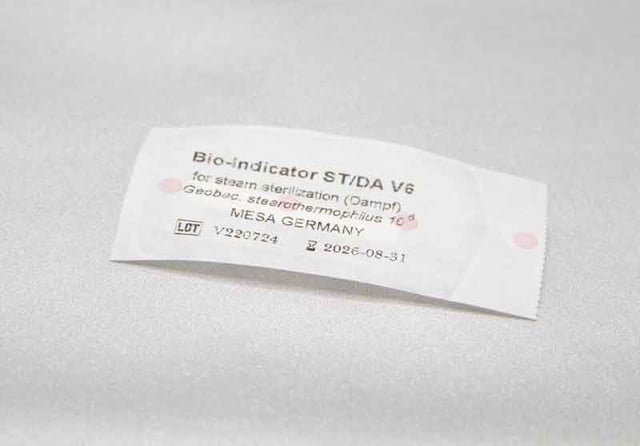 Bio-Indicator ST/DA V6
for steam sterilization (Dampf)
Geobac. stearothermophilus 10⁶
MESA GERMANY
LOT V220724 2026-08-31